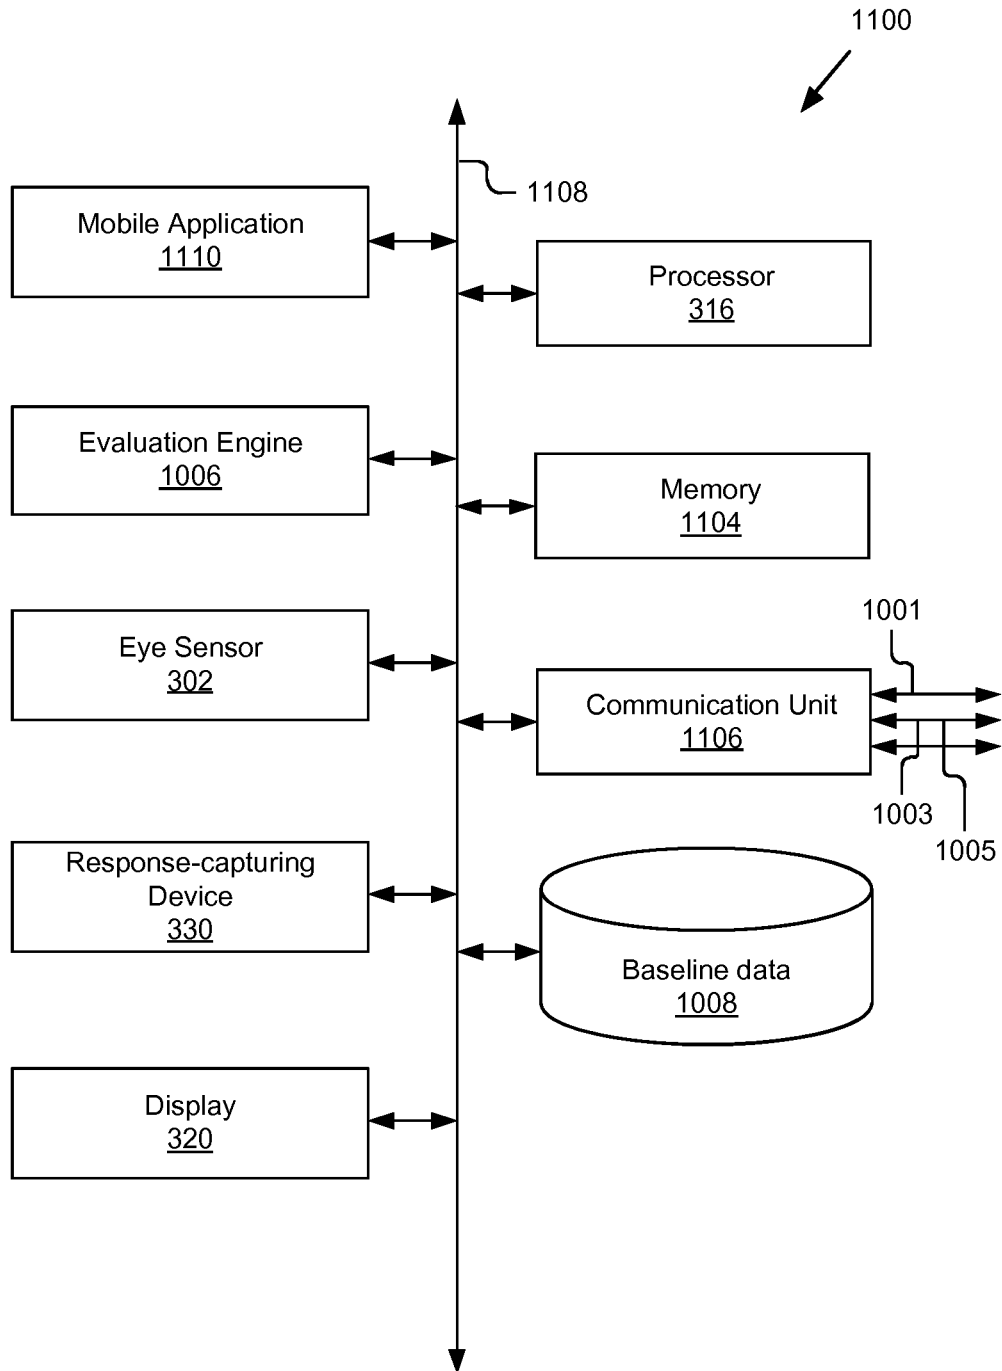 1100
1108
Mobile Application
1110
Processor
316
Evaluation Engine
1006
Memory
1104
Eye Sensor
302
1001
Communication Unit
1106
1003
1005
Response-capturing
Device
330
Baseline data
1008
Display
320